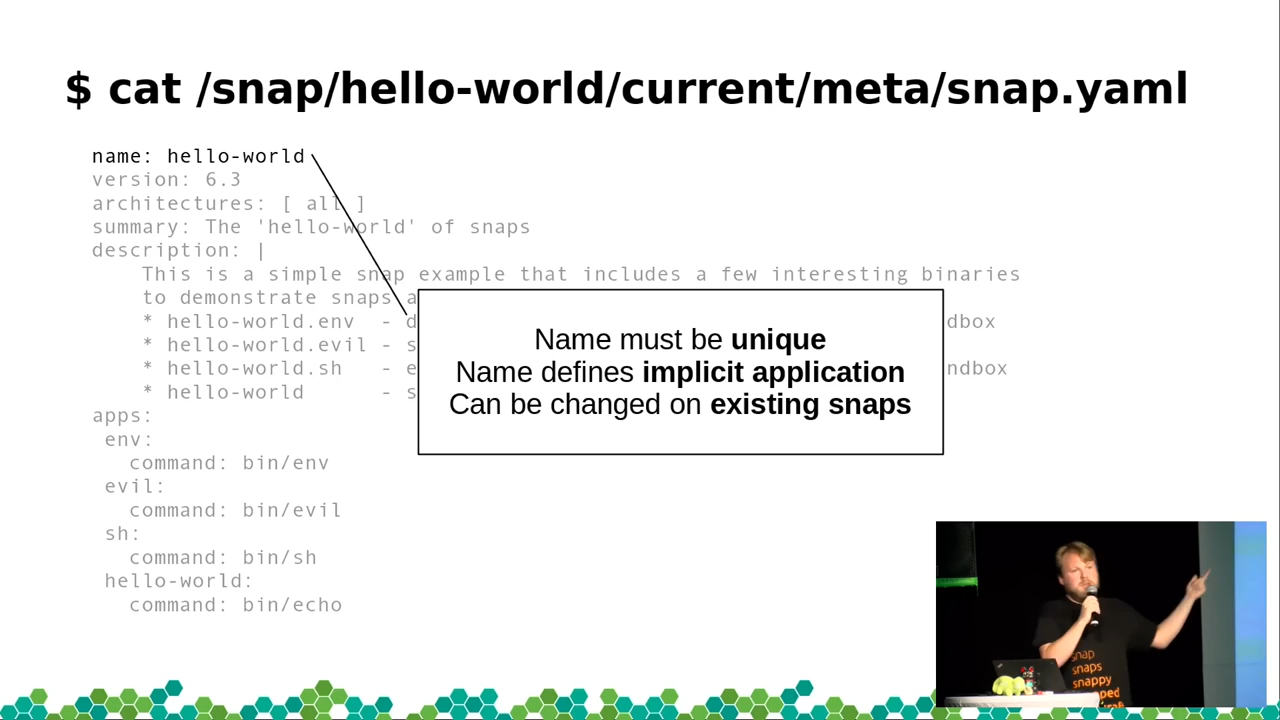 $ cat /snap/hello-world/current/meta/snap.yaml
name: hello-world
version: 6.3
architectures: [ all ]
summary: The 'hello-world' of snaps
description: |
This is a simple snap example that includes a few interesting binaries
to demonstrate snaps a
* hello-world.env - d dbox
* hello-world.evil - s
* hello-world.sh - e ndbox
* hello-world - s
Name must be unique
Name defines implicit application
Can be changed on existing snaps
apps:
env:
command: bin/env
evil:
command: bin/evil
sh:
command: bin/sh
hello-world:
command: bin/echo
snap
snaps
snappy